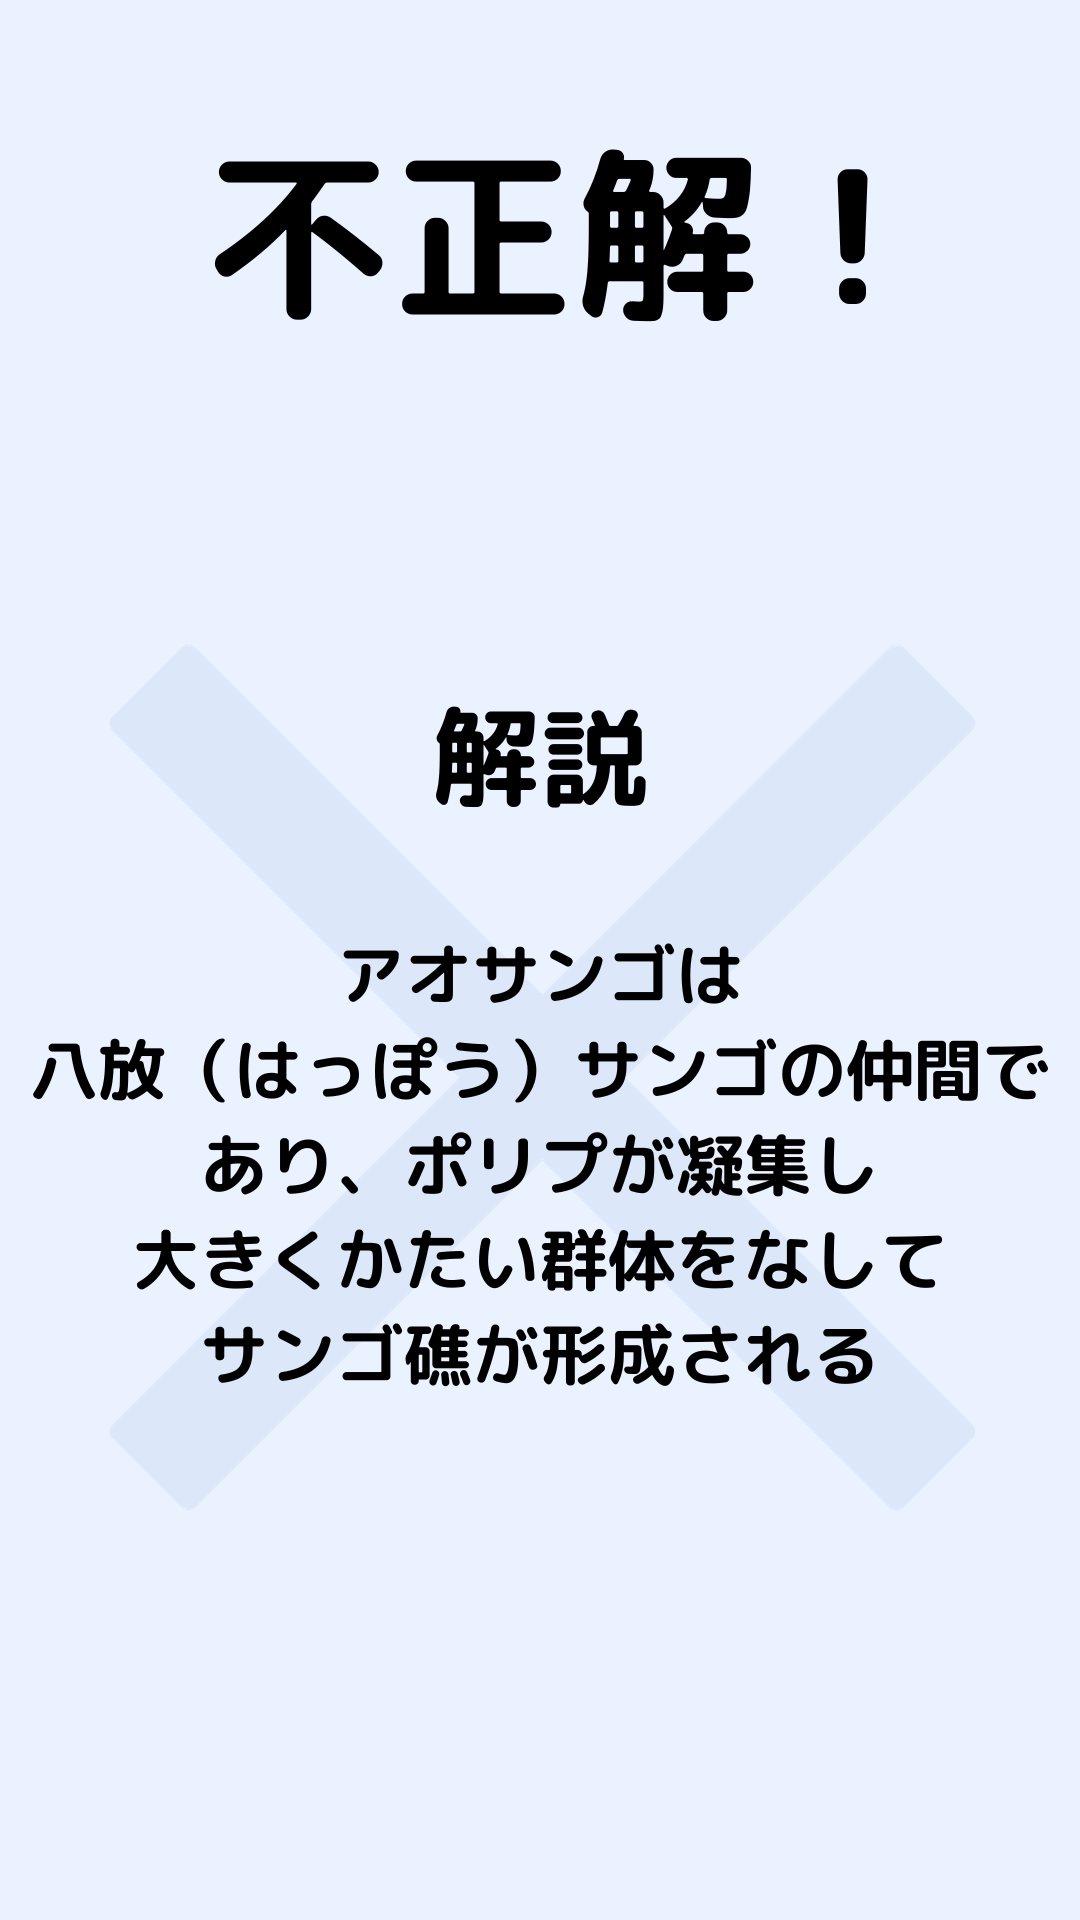 不正解！
解説
アオサンゴは
八放（はっぽう）サンゴの仲間で
あり、ポリプが凝集し
大きくかたい群体をなして
サンゴ礁が形成される